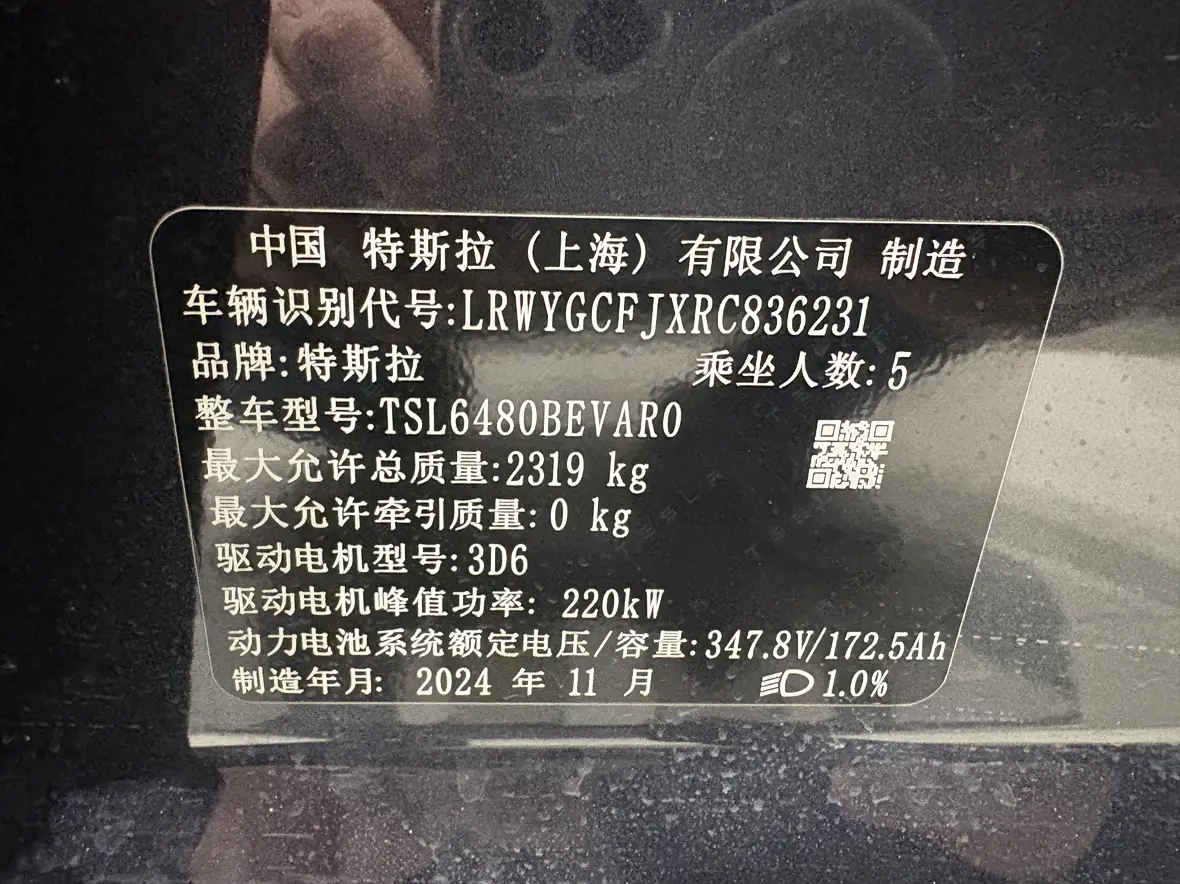 中国 特斯拉（上海）有限公司 制造
车辆识别代号:LRWYGCFJXRC836231
品牌:特斯拉 乘坐人数:5
整车型号:TSL6480BEVAR0
最大允许总质量:2319 kg
最大允许牵引质量:0 kg
驱动电机型号:3D6
驱动电机峰值功率: 220kW
动力电池系统额定电压/容量:347.8V/172.5Ah
制造年月: 2024 年 11 月 1.0%